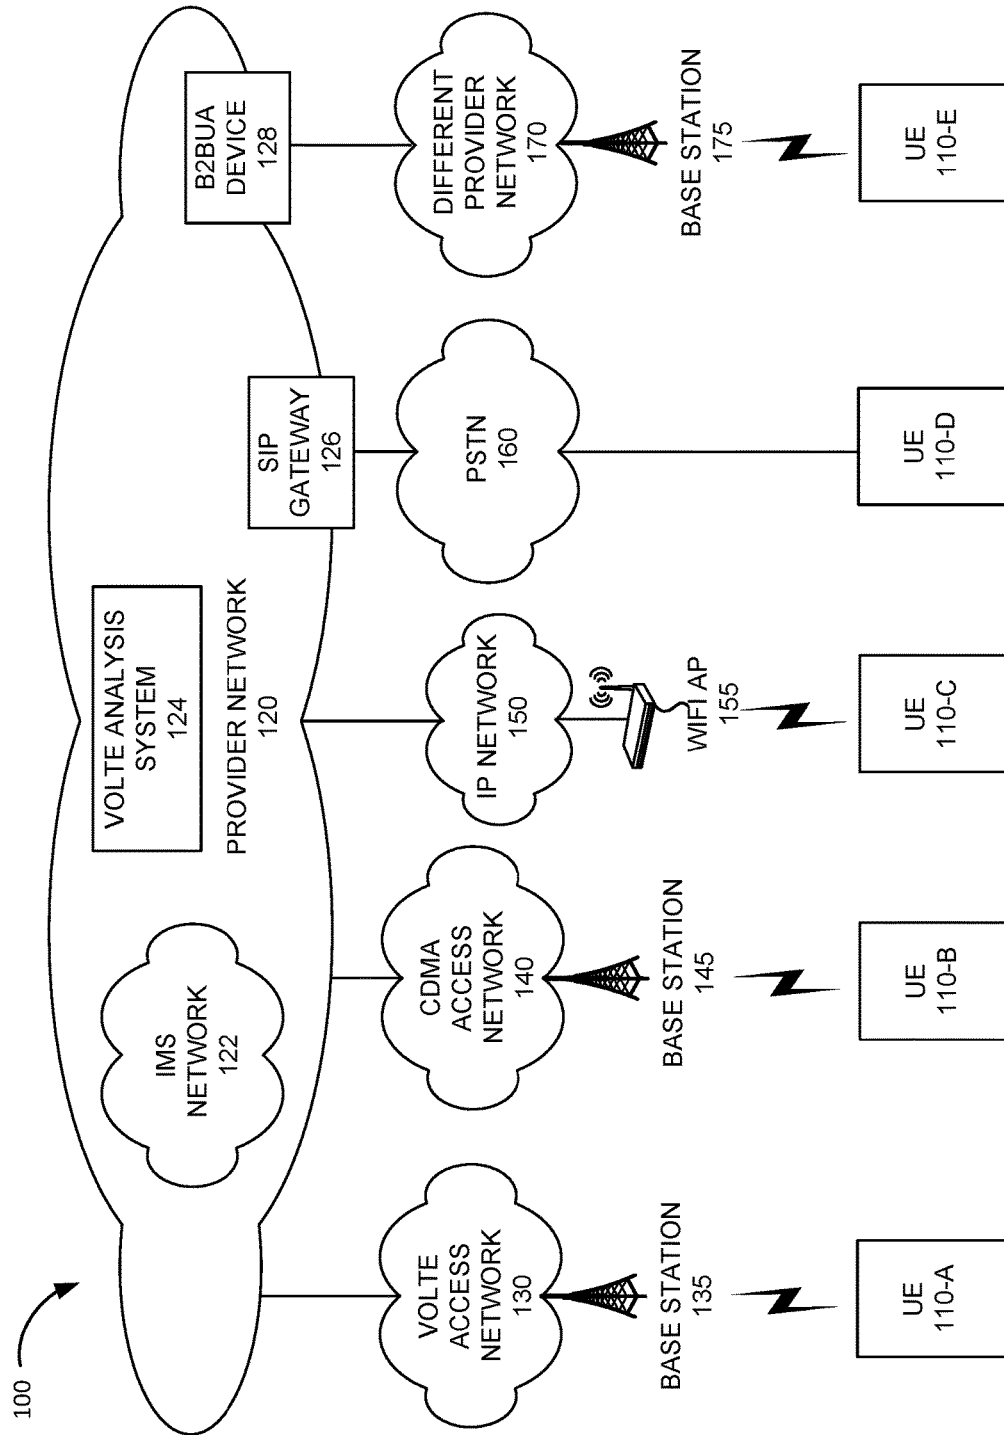 100
IMS
NETWORK
122
VOLTE ANALYSIS
SYSTEM
124
PROVIDER NETWORK
120
SIP
GATEWAY
126
B2BUA
DEVICE
128
VOLTE
ACCESS
NETWORK
130
CDMA
ACCESS
NETWORK
140
IP NETWORK
150
PSTN
160
DIFFERENT
PROVIDER
NETWORK
170
BASE STATION
135
BASE STATION
145
WIFI AP
155
BASE STATION
175
UE
110-A
UE
110-B
UE
110-C
UE
110-D
UE
110-E